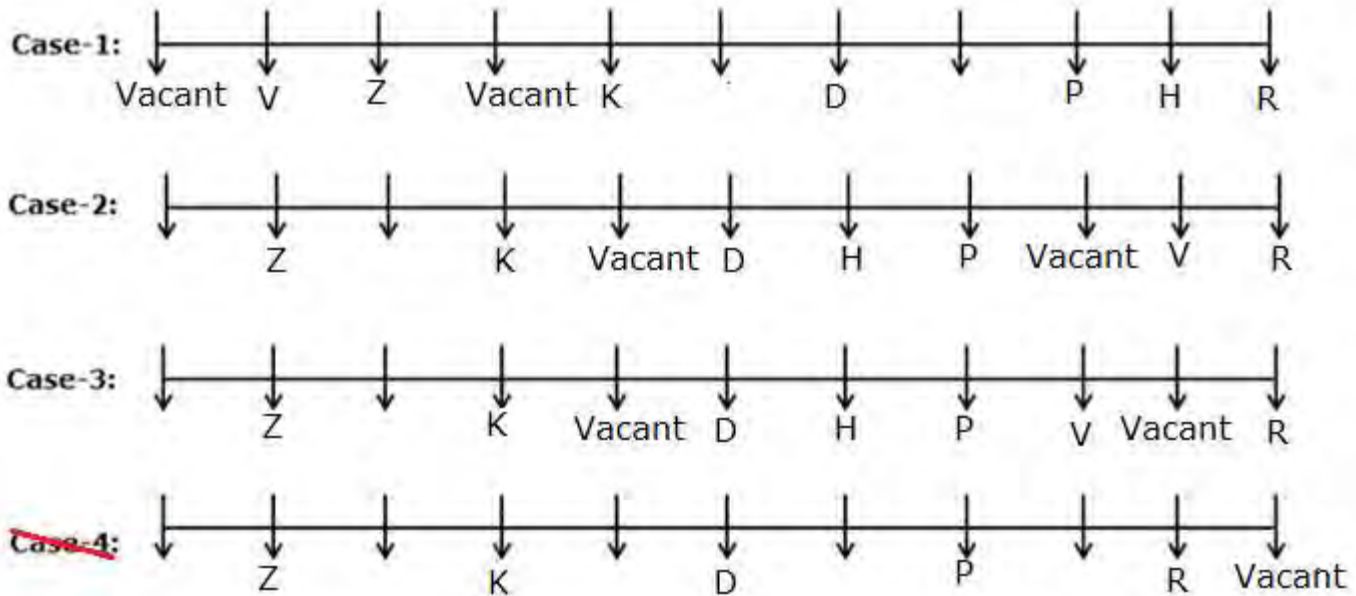 Case-1:
Vacant V Z Vacant K D P H R
Case-2:
Z K Vacant D H P Vacant V R
Case-3:
Z K Vacant D H P V Vacant R
Case-4:
Z K D P R Vacant